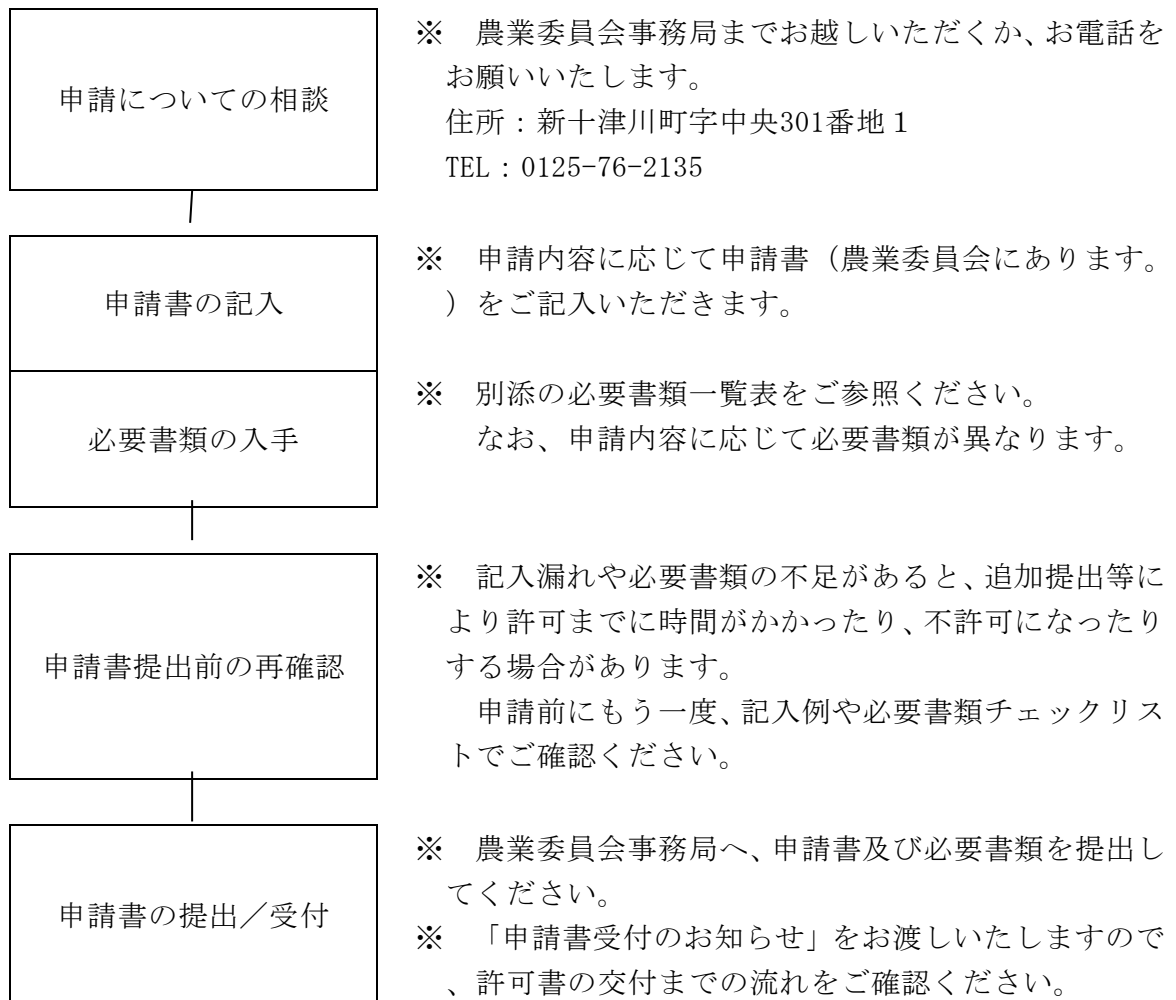 申請についての相談
※　農業委員会事務局までお越しいただくか、お電話を
お願いいたします。
住所：新十津川町字中央301番地１
TEL：0125-76-2135
申請書の記入
※　申請内容に応じて申請書（農業委員会にあります。
）をご記入いただきます。
必要書類の入手
※　別添の必要書類一覧表をご参照ください。
なお、申請内容に応じて必要書類が異なります。
申請書提出前の再確認
※　記入漏れや必要書類の不足があると、追加提出等に
より許可までに時間がかかったり、不許可になったり
する場合があります。
申請前にもう一度、記入例や必要書類チェックリス
トでご確認ください。
申請書の提出／受付
※　農業委員会事務局へ、申請書及び必要書類を提出し
てください。
※　「申請書受付のお知らせ」をお渡しいたしますので
、許可書の交付までの流れをご確認ください。